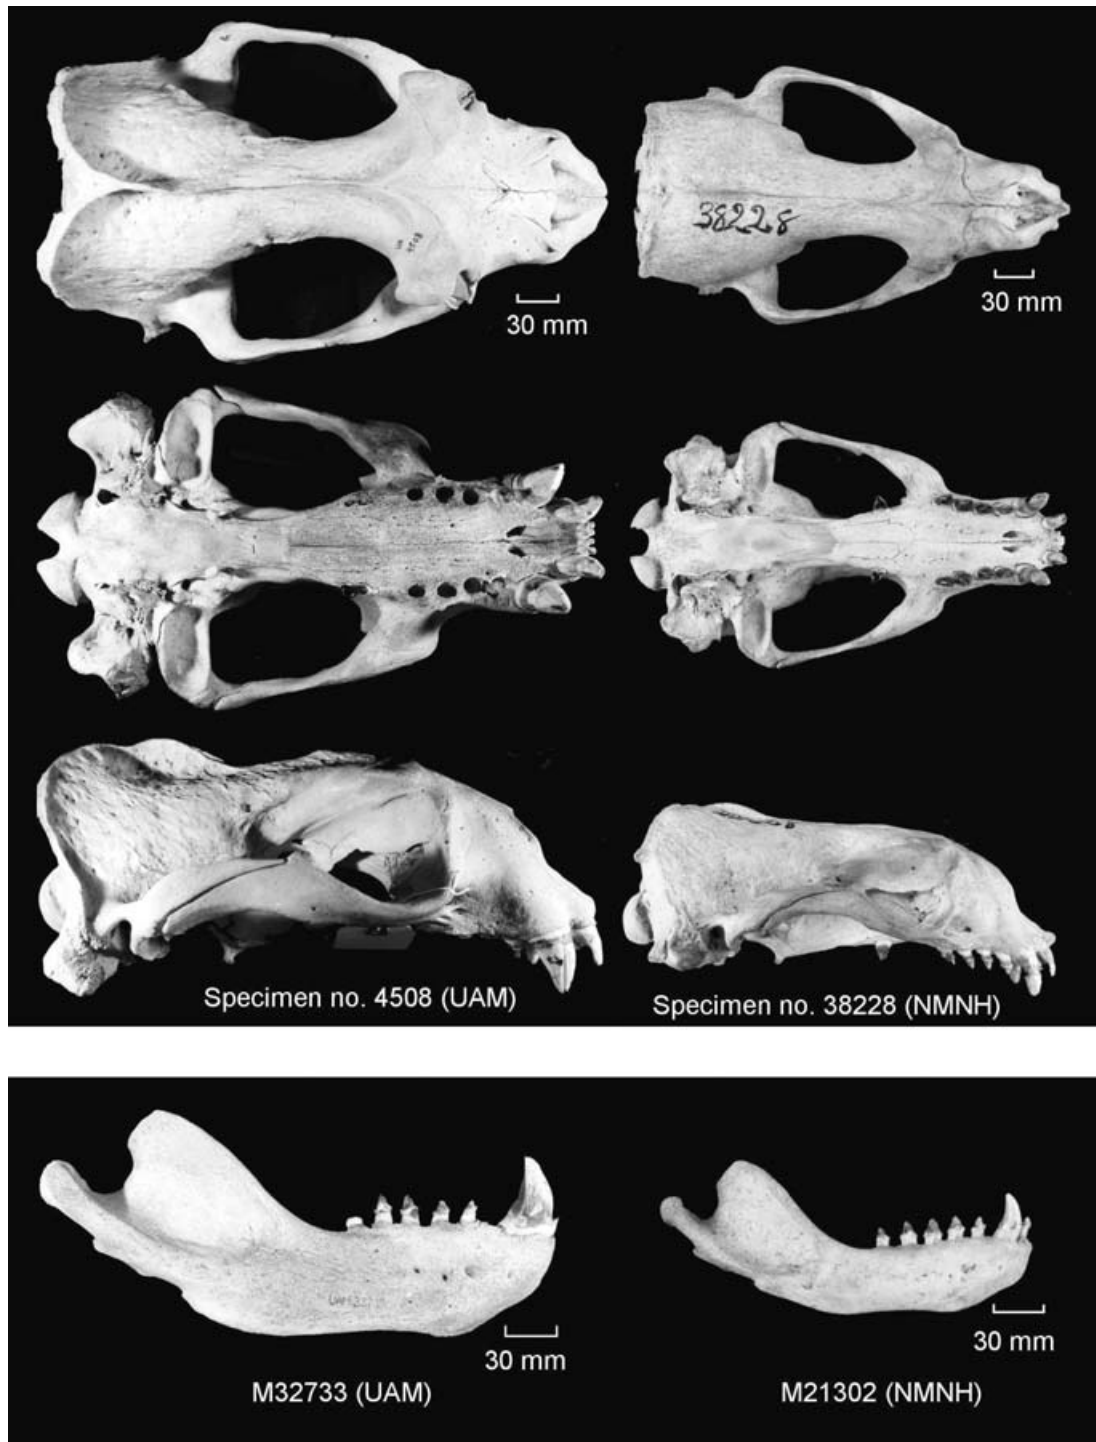 38228
30 mm
30 mm
Specimen no. 4508 (UAM)
Specimen no. 38228 (NMNH)
30 mm
30 mm
M32733 (UAM)
M21302 (NMNH)